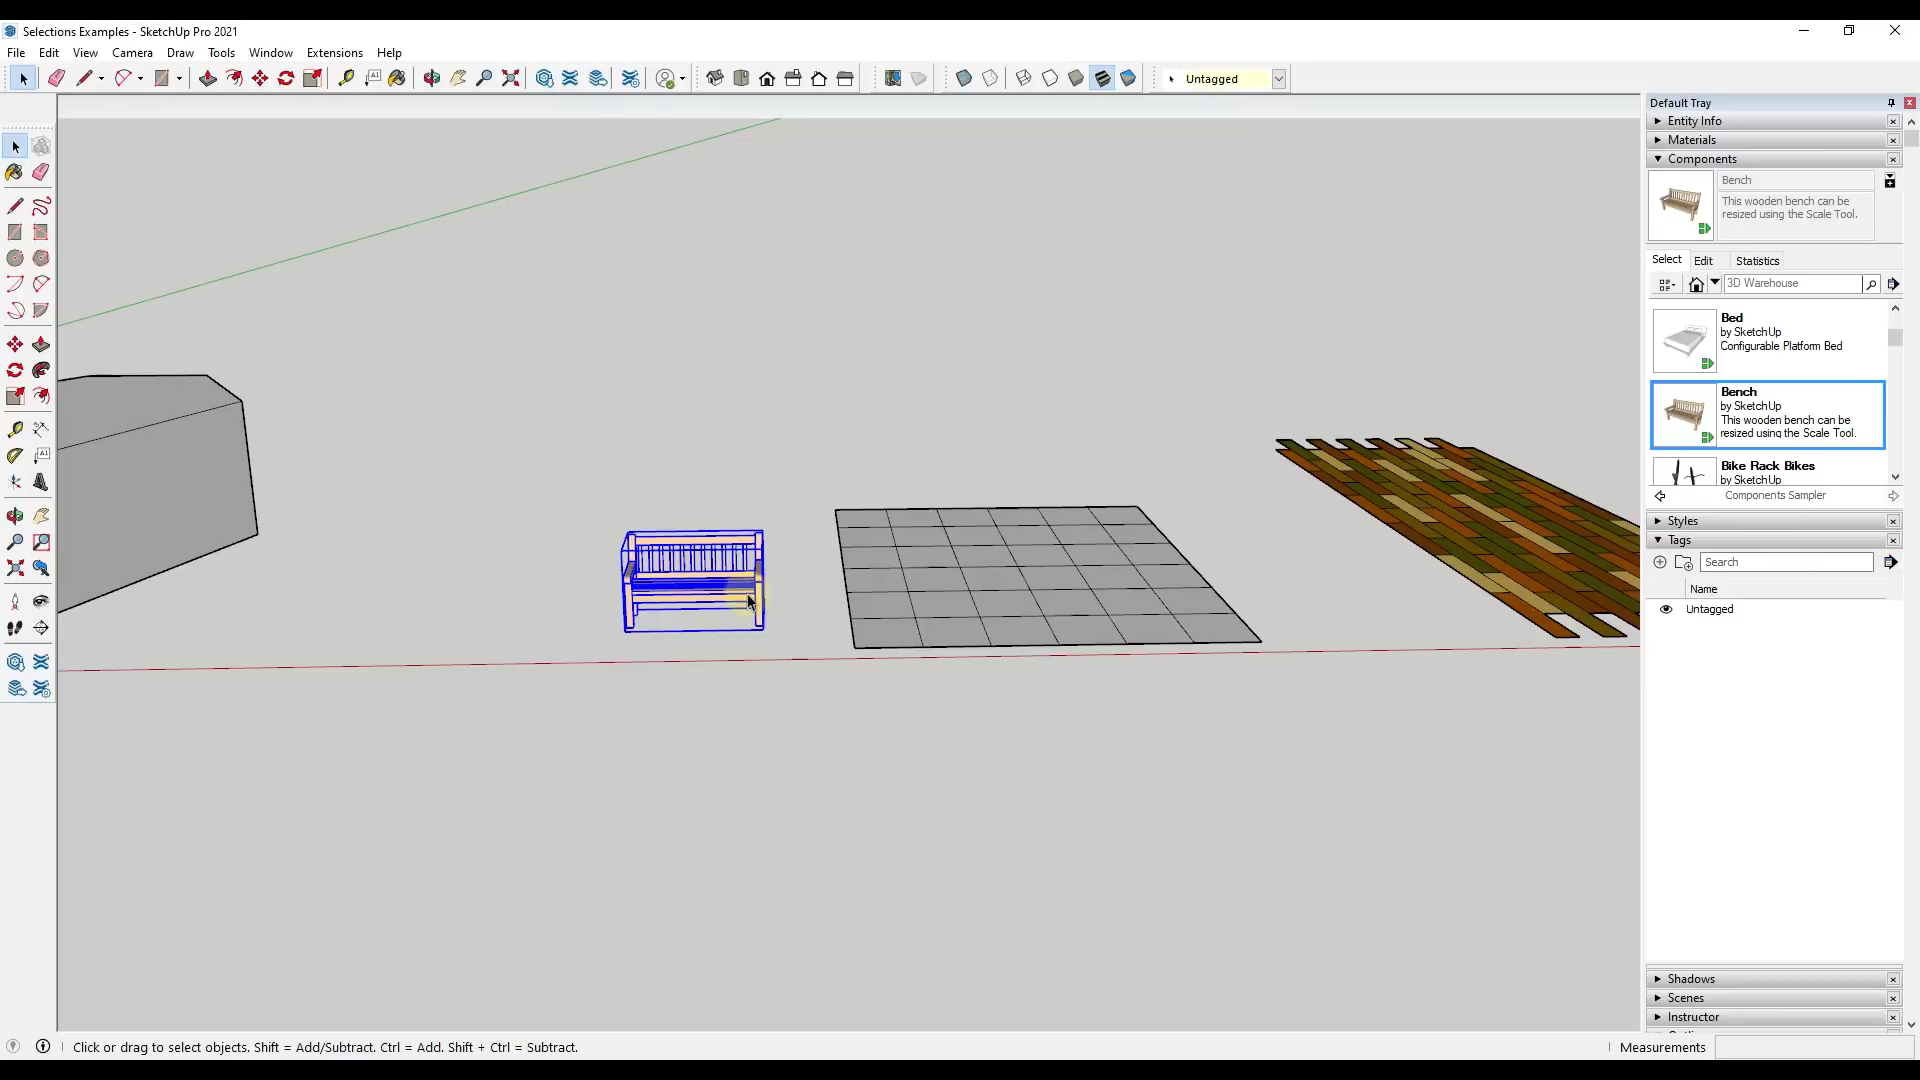 Selections Examples - SketchUp Pro 2021
File Edit View Camera Draw Tools Window Extensions Help
Untagged
Default Tray
Entity Info
Materials
Components
Bench
This wooden bench can be
resized using the Scale Tool.
Select Edit Statistics
3D Warehouse
Bed
by SketchUp
Configurable Platform Bed
Bench
by SketchUp
This wooden bench can be
resized using the Scale Tool.
Bike Rack Bikes
by SketchUp
Components Sampler
Styles
Tags
Search
Name
Untagged
Shadows
Scenes
Instructor
Click or drag to select objects. Shift = Add/Subtract. Ctrl = Add. Shift + Ctrl = Subtract.
Measurements